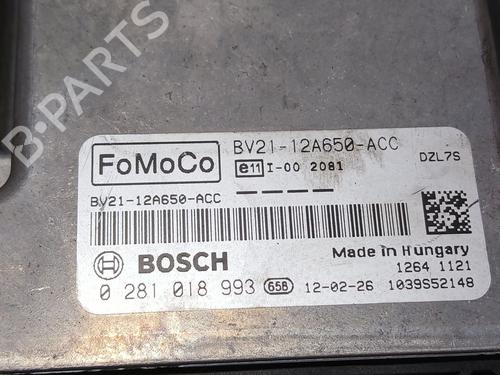 B-PARTS
FoMoCo
BV21-12A650-ACC
e11 I-00 2081
DZL7S
BV21-12A650-ACC
BOSCH
Made in Hungary
1264 1121
0 281 018 993 658 12-02-26 1039S52148